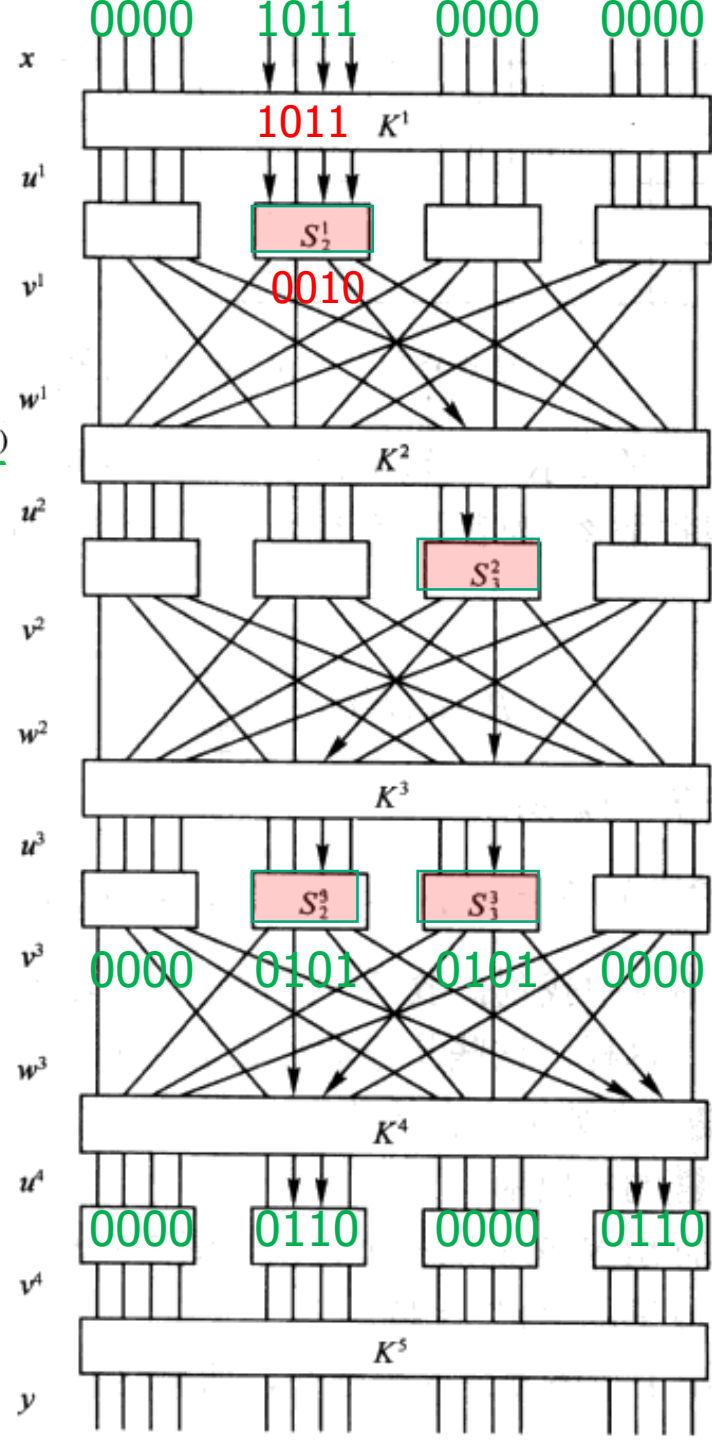 0000 1011 0000 0000
x
1011 K¹
u¹
S₂¹
v¹ 0010
w¹
)
K²
u²
S₃²
v²
w²
K³
u³
S₂³ S₃³
v³ 0000 0101 0101 0000
w³
K⁴
u⁴
0000 0110 0000 0110
v⁴
K⁵
y